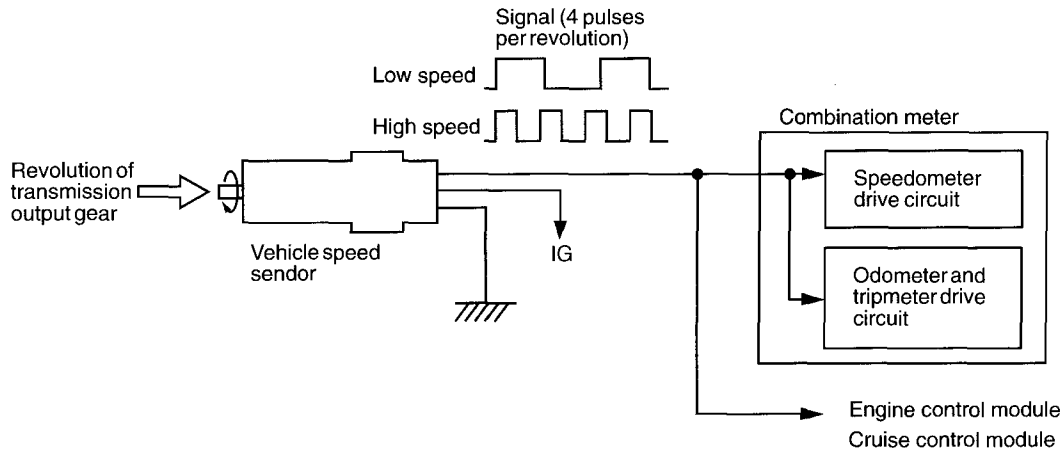 Signal (4 pulses
per revolution)
Low speed
High speed
Combination meter
Revolution of
transmission
output gear
Speedometer
drive circuit
Vehicle speed
sendor
IG
Odometer and
tripmeter drive
circuit
Engine control module
Cruise control module